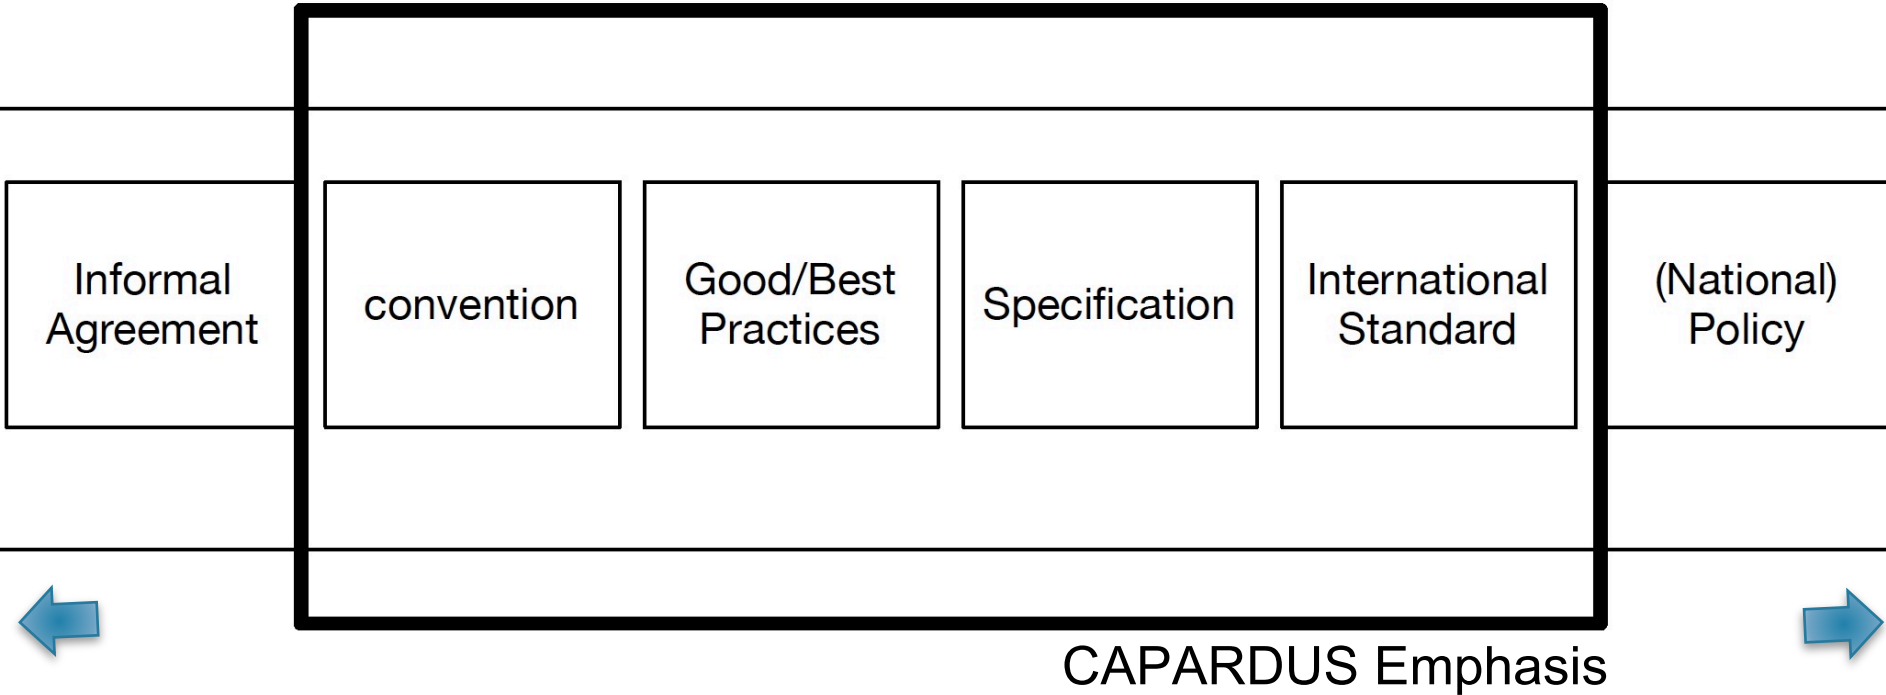 Informal
Agreement
convention
Good/Best
Practices
Specification
International
Standard
(National)
Policy
CAPARDUS Emphasis